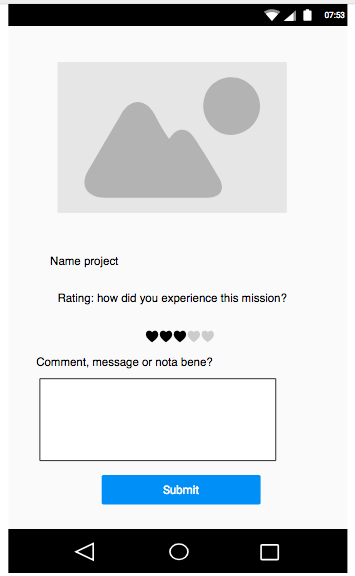 07:53
Name project
Rating: how did you experience this mission?
Comment, message or nota bene?
Submit